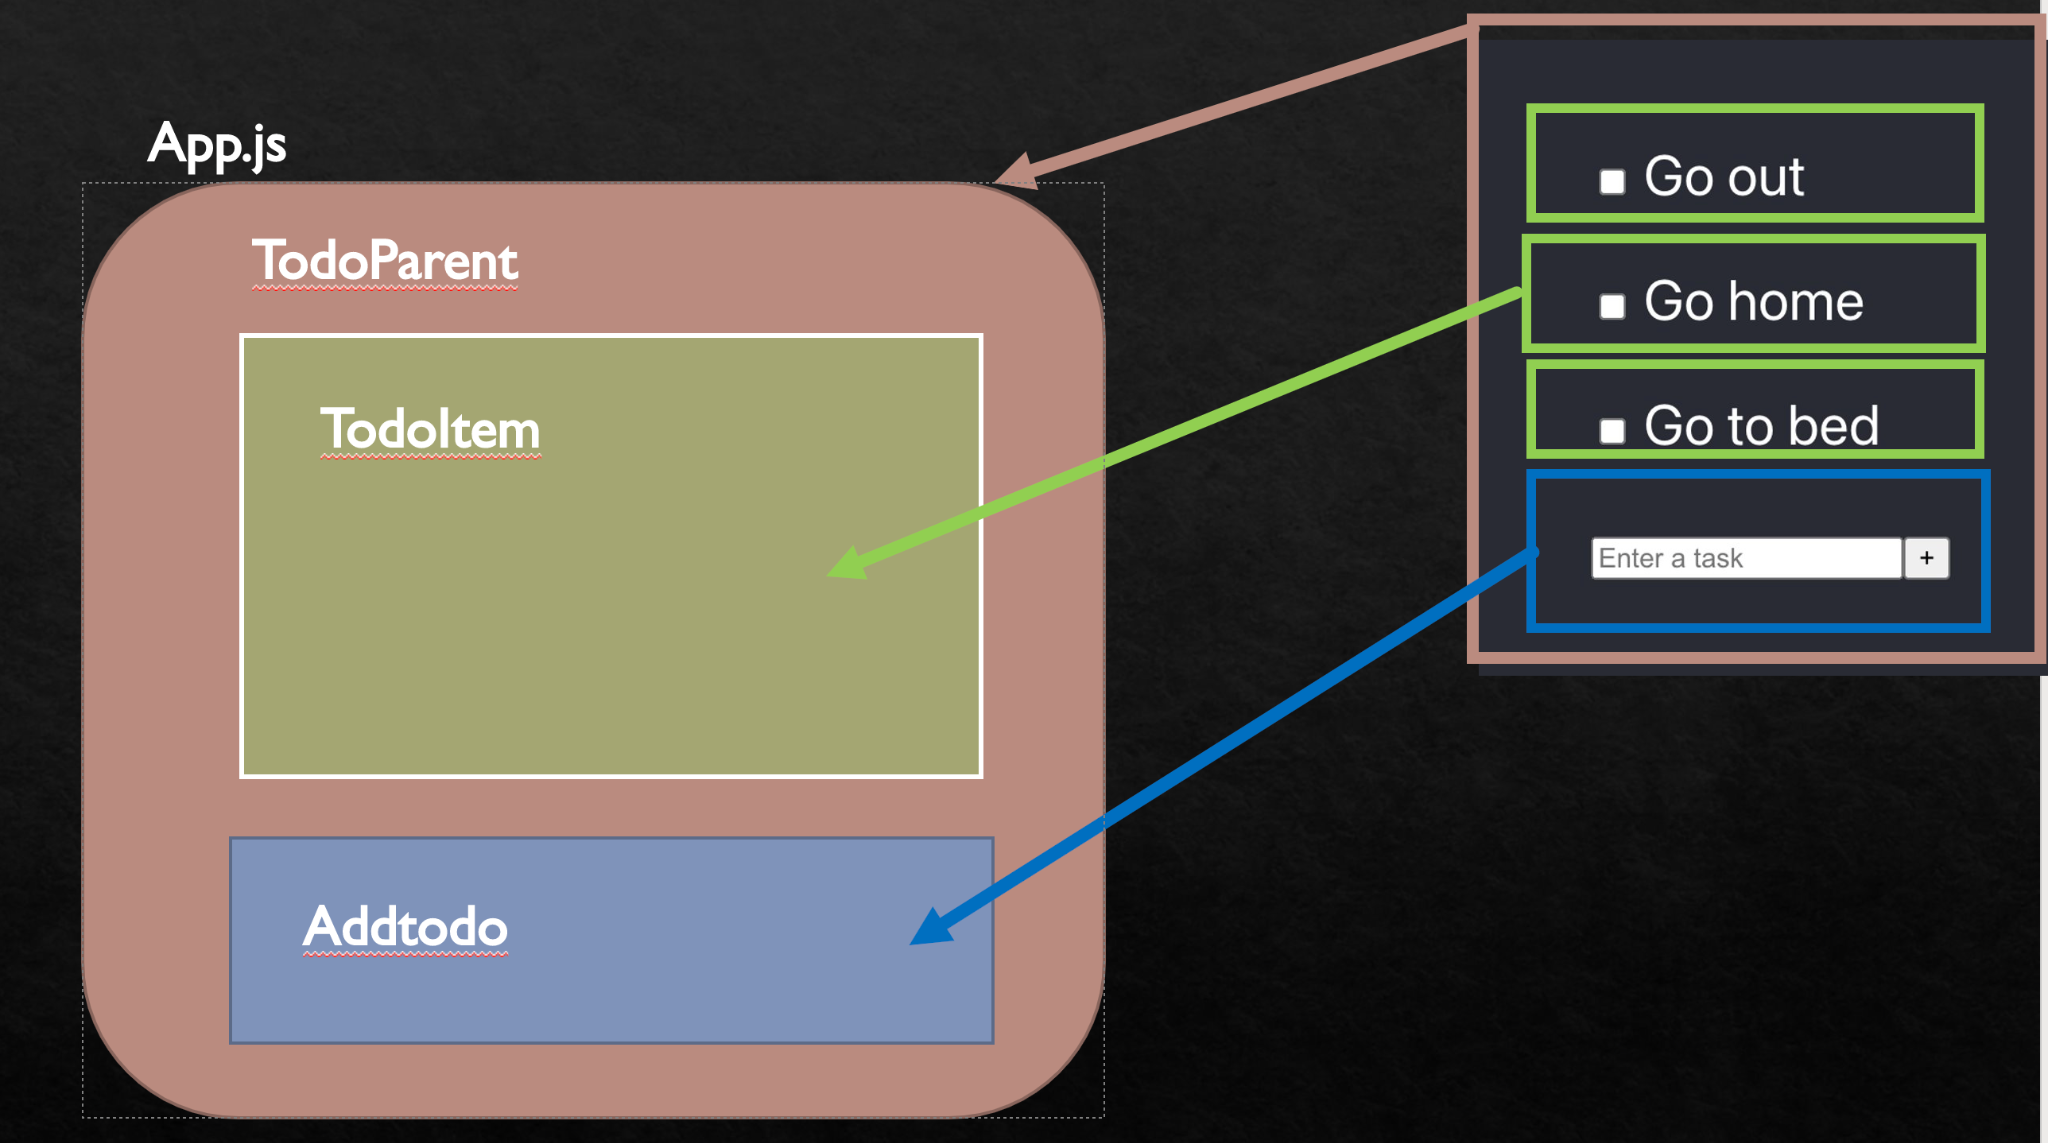 App.js
TodoParent
TodoItem
Addtodo
Go out
Go home
Go to bed
Enter a task +